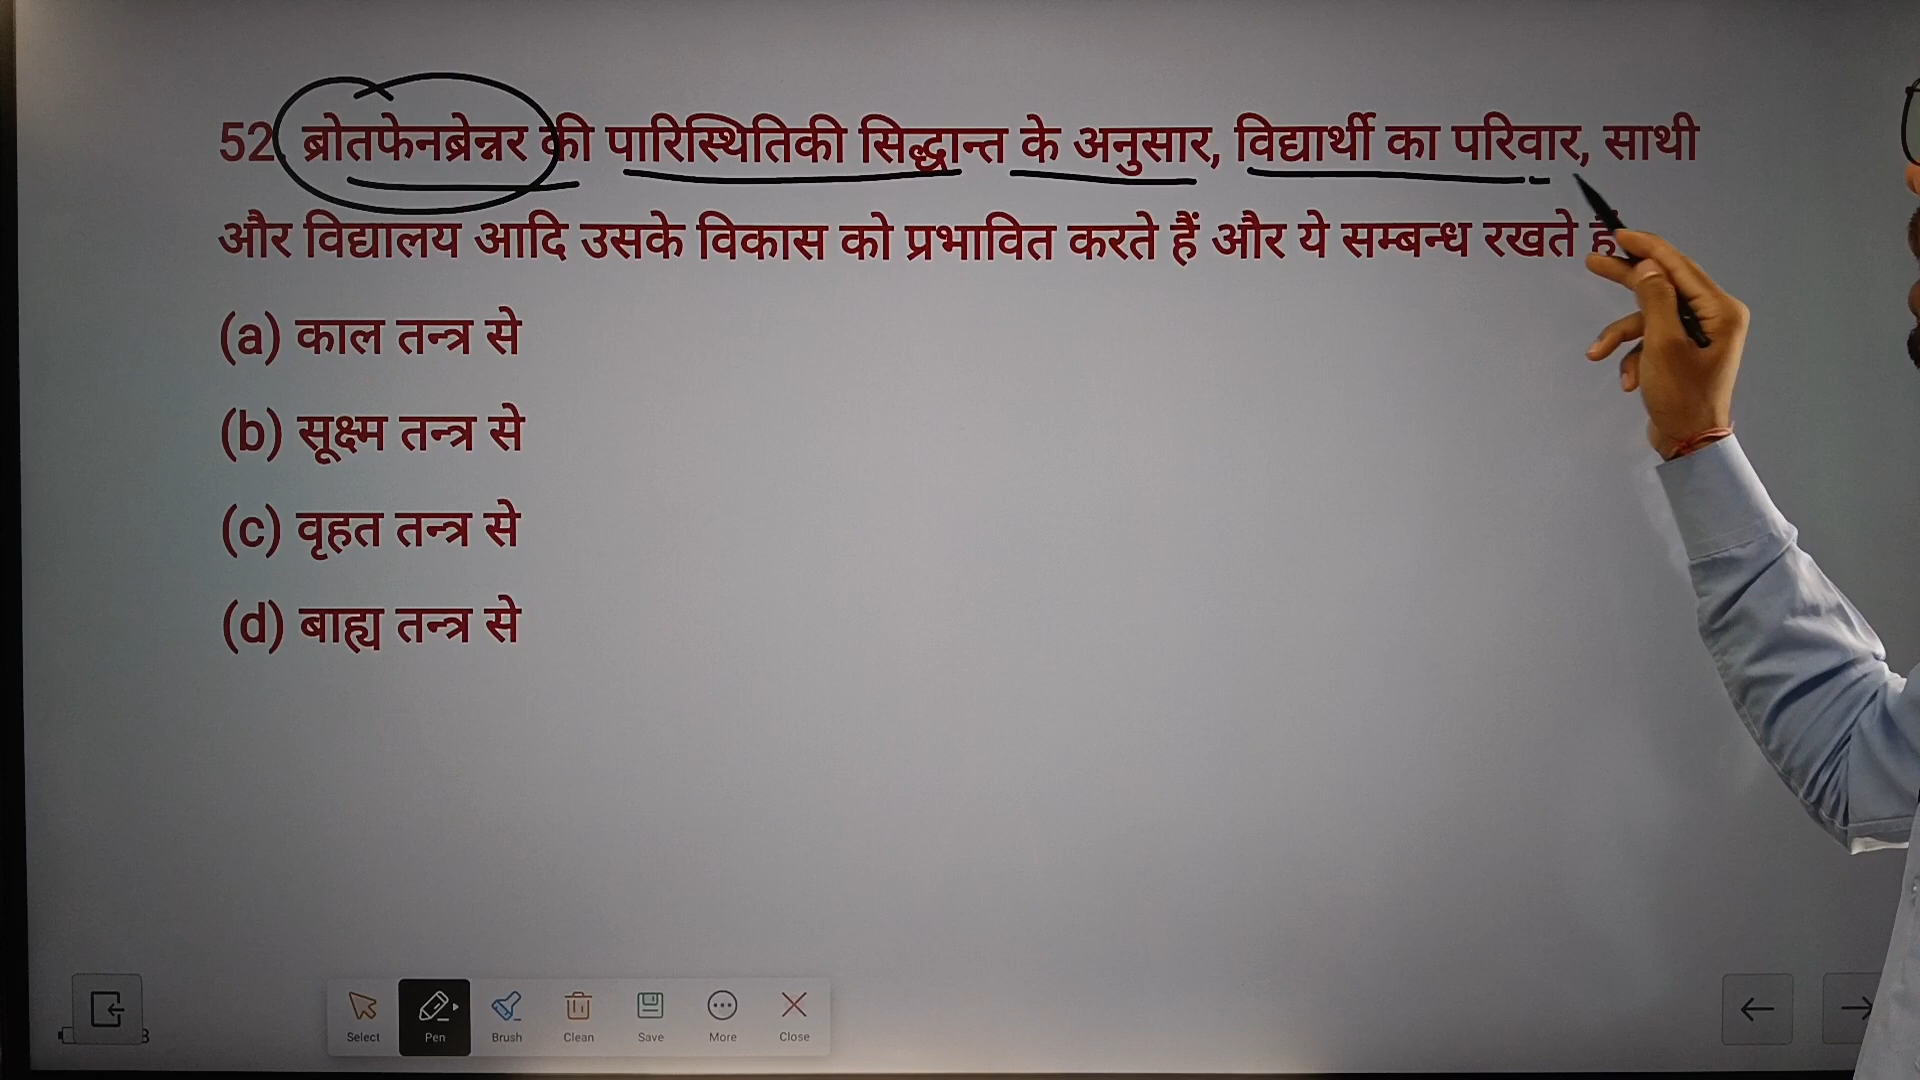 52. ब्रोतफेनब्रेन्नर की पारिस्थितिकी सिद्धान्त के अनुसार, विद्यार्थी का परिवार, साथी
और विद्यालय आदि उसके विकास को प्रभावित करते हैं और ये सम्बन्ध रखते हैं
(a) काल तन्त्र से
(b) सूक्ष्म तन्त्र से
(c) वृहत तन्त्र से
(d) बाह्य तन्त्र से
Select Pen Brush Clean Save More Close